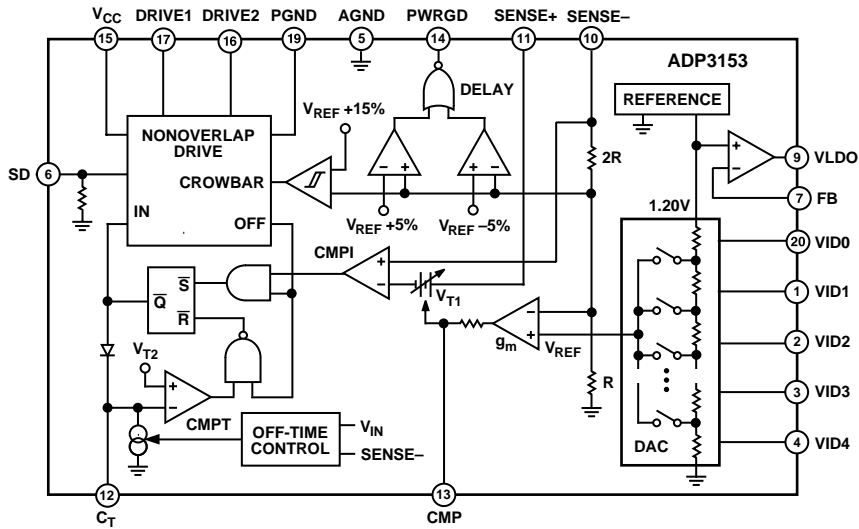 VCC DRIVE1 DRIVE2 PGND AGND PWRGD SENSE+ SENSE–
15 17 16 19 5 14 11 10
ADP3153
DELAY
REFERENCE
VREF +15%
NONOVERLAP
DRIVE
SD 6
CROWBAR
2R
+
–
9 VLDO
– +
+ –
7 FB
IN
OFF
VREF +5%
VREF –5%
1.20V
20 VID0
CMPI
+
–
S
Q
R
VT1
1 VID1
–
+
gm
VREF
2 VID2
VT2
+
–
R
3 VID3
CMPT
OFF-TIME
CONTROL
VIN
SENSE–
DAC
4 VID4
12
13
CT
CMP